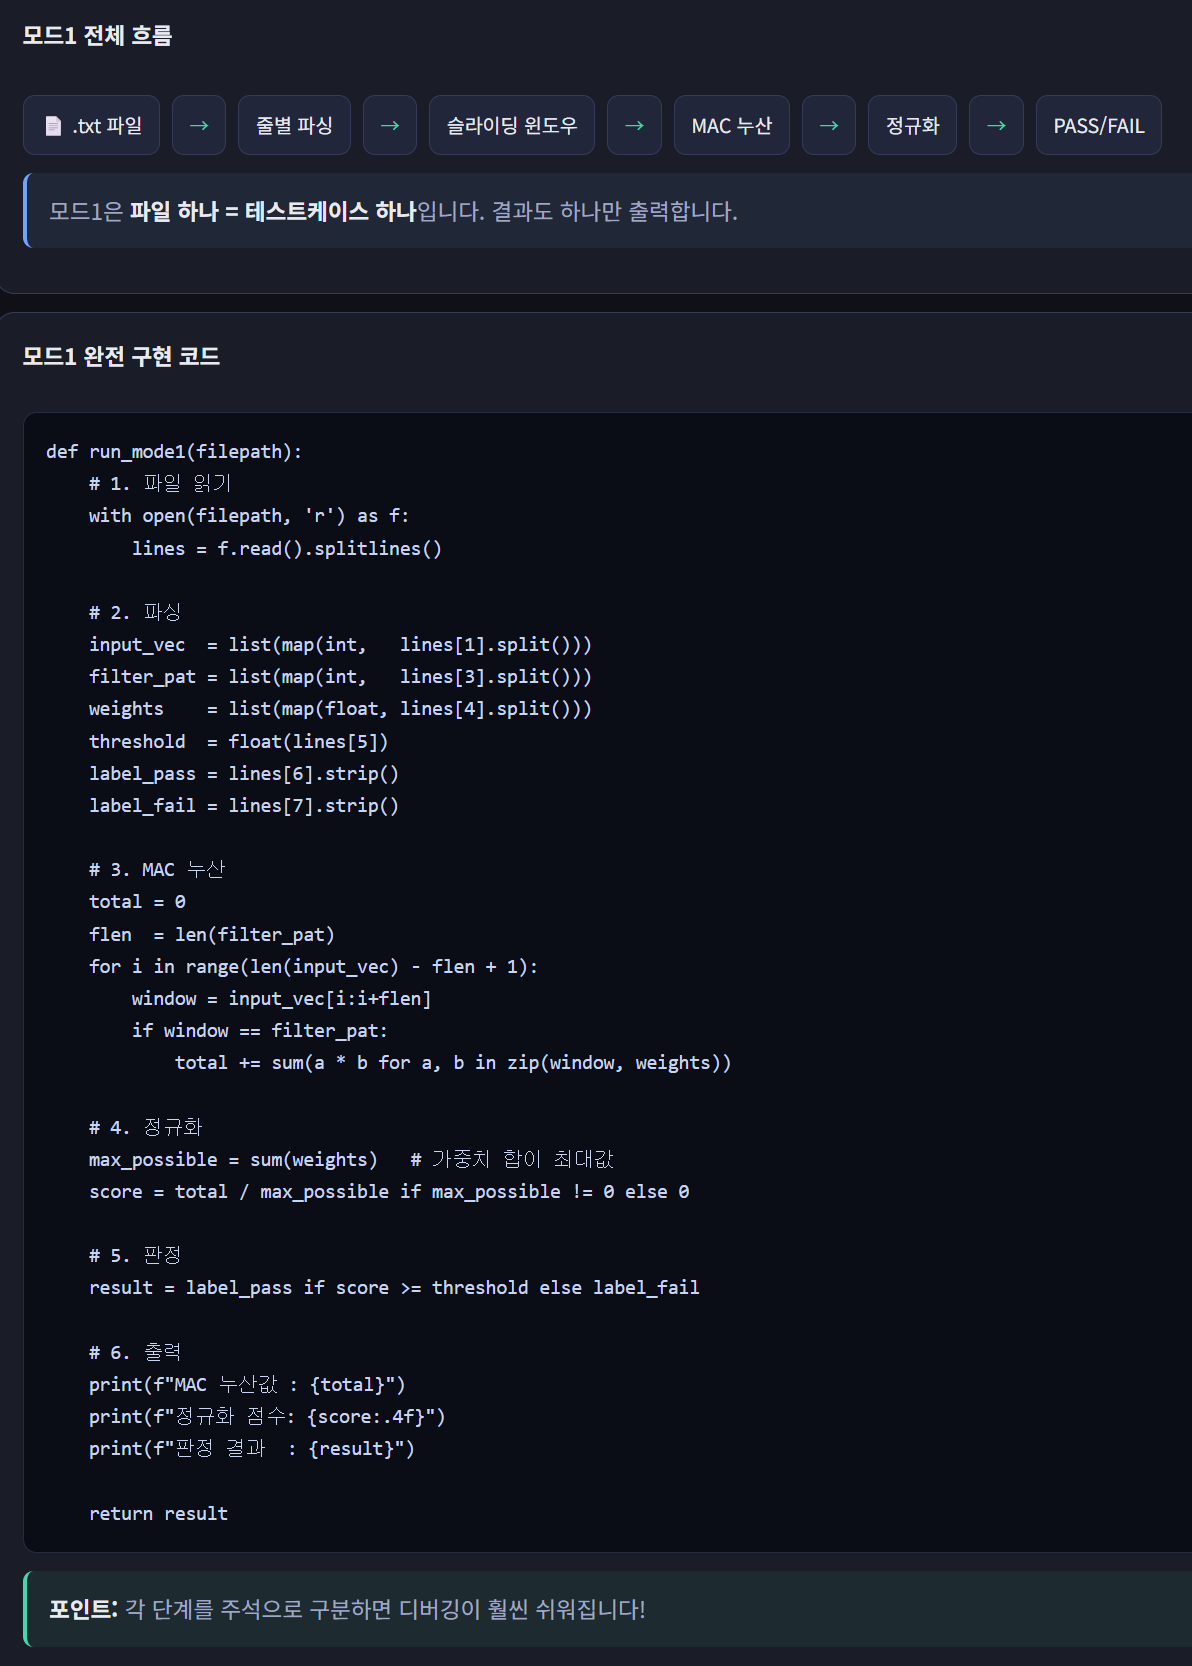 모드1 전체 흐름
📄 .txt 파일 → 줄별 파싱 → 슬라이딩 윈도우 → MAC 누산 → 정규화 → PASS/FAIL
모드1은 파일 하나 = 테스트케이스 하나입니다. 결과도 하나만 출력합니다.
모드1 완전 구현 코드
def run_mode1(filepath):
    # 1. 파일 읽기
    with open(filepath, 'r') as f:
        lines = f.read().splitlines()

    # 2. 파싱
    input_vec  = list(map(int,   lines[1].split()))
    filter_pat = list(map(int,   lines[3].split()))
    weights    = list(map(float, lines[4].split()))
    threshold  = float(lines[5])
    label_pass = lines[6].strip()
    label_fail = lines[7].strip()

    # 3. MAC 누산
    total = 0
    flen  = len(filter_pat)
    for i in range(len(input_vec) - flen + 1):
        window = input_vec[i:i+flen]
        if window == filter_pat:
            total += sum(a * b for a, b in zip(window, weights))

    # 4. 정규화
    max_possible = sum(weights)   # 가중치 합이 최대값
    score = total / max_possible if max_possible != 0 else 0

    # 5. 판정
    result = label_pass if score >= threshold else label_fail

    # 6. 출력
    print(f"MAC 누산값 : {total}")
    print(f"정규화 점수: {score:.4f}")
    print(f"판정 결과  : {result}")

    return result
포인트: 각 단계를 주석으로 구분하면 디버깅이 훨씬 쉬워집니다!